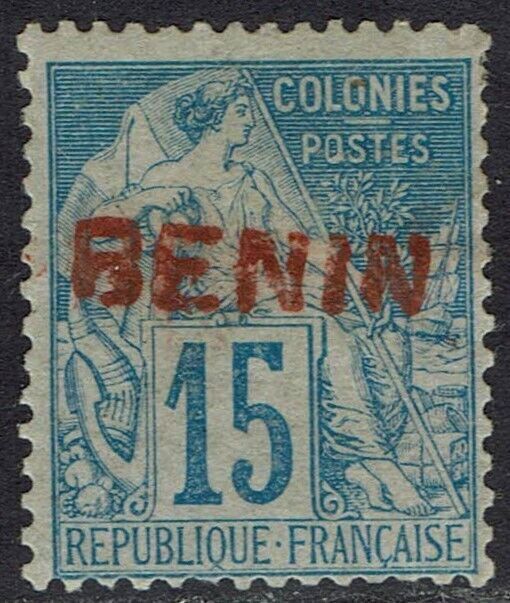 COLONIES
POSTES
BENIN
15
REPUBLIQUE·FRANÇAISE